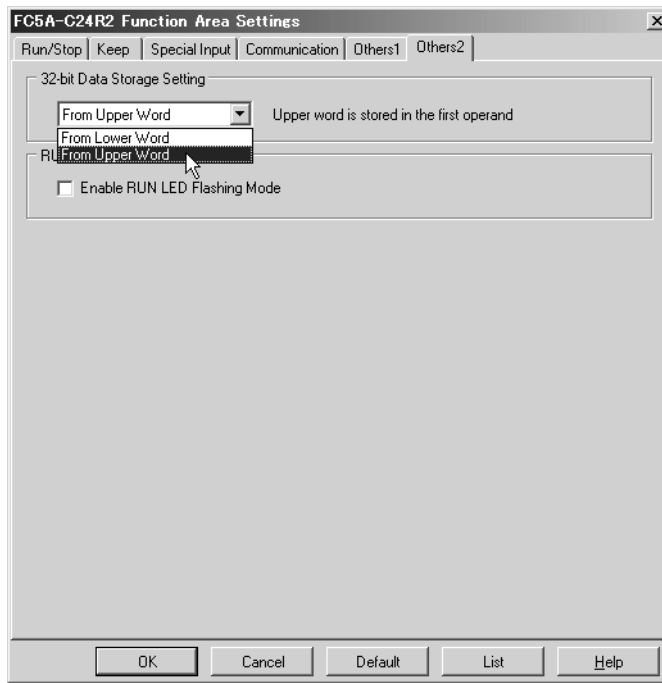 FC5A-C24R2 Function Area Settings
Run/Stop Keep Special Input Communication Others1 Others2
32-bit Data Storage Setting
From Upper Word Upper word is stored in the first operand
From Lower Word
From Upper Word
Enable RUN LED Flashing Mode
OK Cancel Default List Help